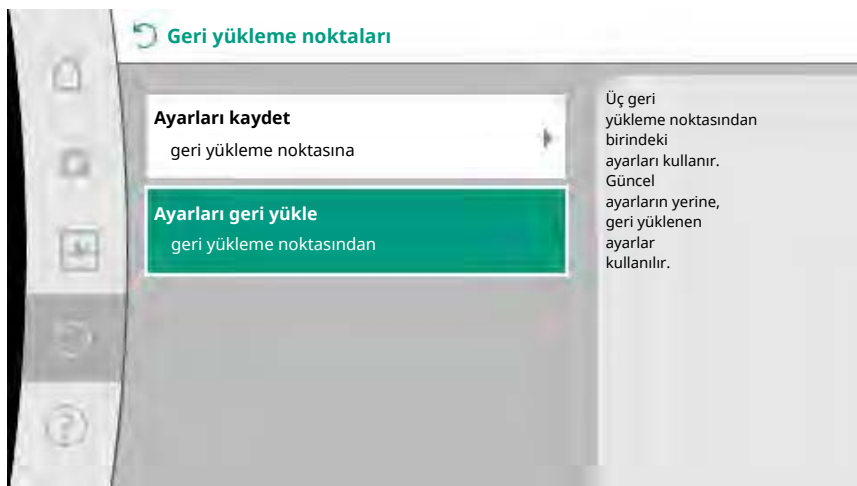 Geri yükleme noktaları
Ayarları kaydet
geri yükleme noktasına
Ayarları geri yükle
geri yükleme noktasından
Üç geri
yükleme noktasından
birindeki
ayarları kullanır.
Güncel
ayarların yerine,
geri yüklenen
ayarlar
kullanılır.